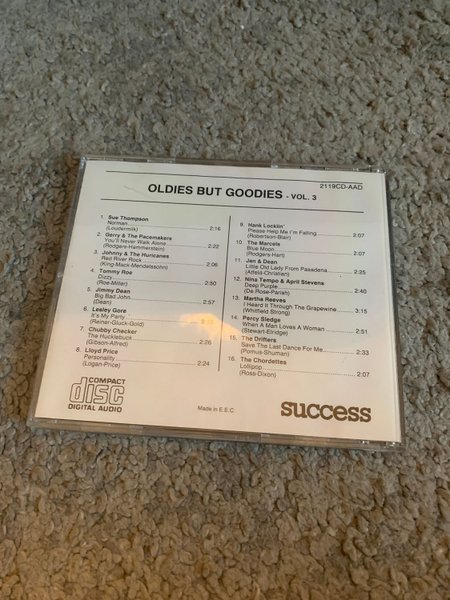 2119CD-AAD
OLDIES BUT GOODIES - VOL. 3
1. Sue Thompson
Norman 2:16
(Loudermilk)
2. Gerry & The Pacemakers
You'll Never Walk Alone 2:22
(Rodgers-Hammerstein)
3. Johnny & The Huricanes
Red River Rock 2:06
(King-Mack-Mendelssohn)
4. Tommy Roe
Dizzy 2:54
(Roe-Miller)
5. Jimmy Dean
Big Bad John 2:57
(Dean)
6. Lesley Gore
It's My Party
(Reiner-Gluck-Gold)
7. Chubby Checker
The Hucklebuck 2:26
(Gibson-Alfred)
8. Lloyd Price
Personality 2:24
(Logan-Price)
9. Hank Locklin'
Please Help Me I'm Falling 2:07
(Robertson-Blair)
10. The Marcels
Blue Moon 2:07
(Rodgers-Hart)
11. Jan & Dean
Little Old Lady From Pasadena 2:25
(Altfeld-Christian)
12. Nina Tempo & April Stevens
Deep Purple 2:40
(De Rose-Parish)
13. Martha Reeves
I Heard It Through The Grapevine
(Whitfield Strong)
14. Percy Sledge
When A Man Loves A Woman
(Stewart-Elridge)
15. The Drifters
Save The Last Dance For Me 2:33
(Pomus-Shuman)
16. The Chordettes
Lollipop 2:07
(Ross-Dixon)
COMPACT
disc
DIGITAL AUDIO
Made in E.E.C.
success